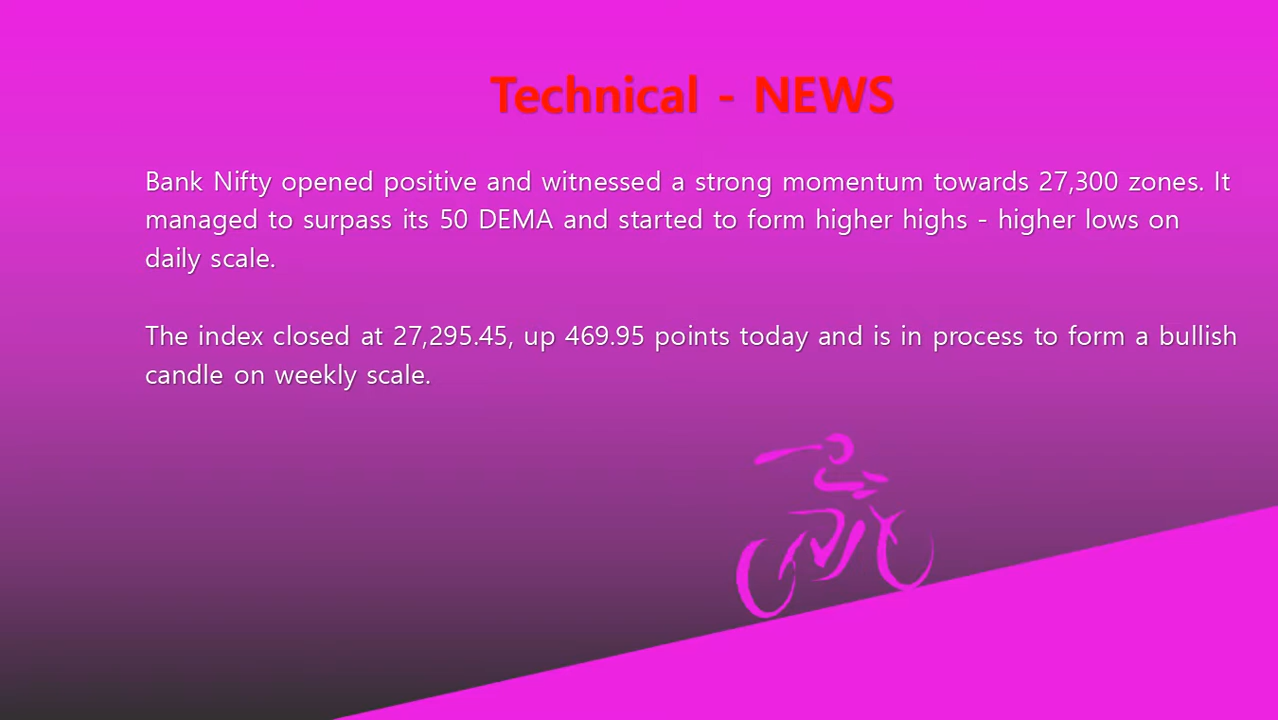 Technical - NEWS
Bank Nifty opened positive and witnessed a strong momentum towards 27,300 zones. It
managed to surpass its 50 DEMA and started to form higher highs - higher lows on
daily scale.
The index closed at 27,295.45, up 469.95 points today and is in process to form a bullish
candle on weekly scale.